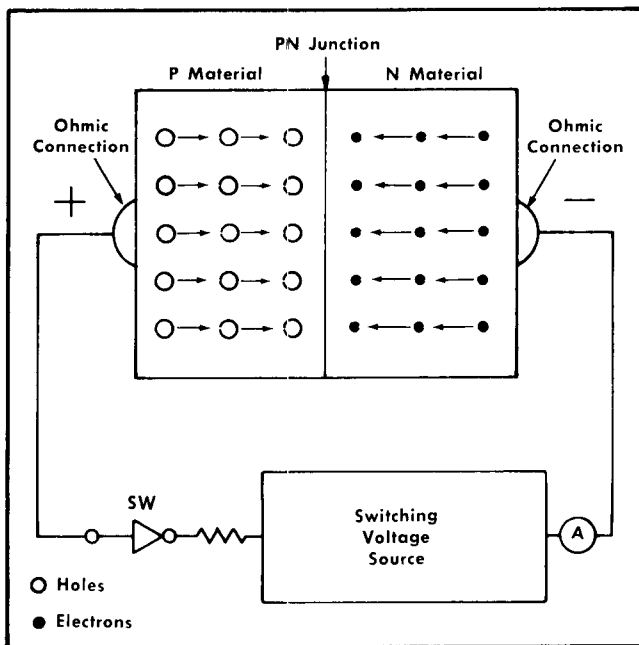 PN Junction
P Material
N Material
Ohmic
Connection
Ohmic
Connection
+
−
SW
Switching
Voltage
Source
A
Holes
Electrons